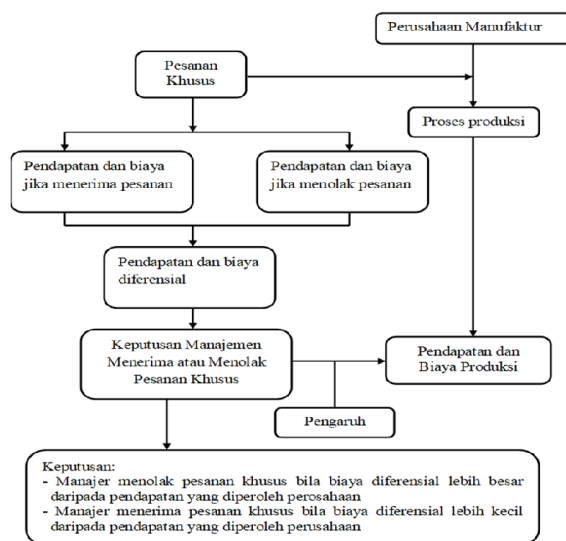 Perusahaan Manufaktur
Pesanan
Khusus
Proses produksi
Pendapatan dan biaya
jika menerima pesanan
Pendapatan dan biaya
jika menolak pesanan
Pendapatan dan biaya
diferensial
Keputusan Manajemen
Menerima atau Menolak
Pesanan Khusus
Pendapatan dan
Biaya Produksi
Pengaruh
Keputusan:
- Manajer menolak pesanan khusus bila biaya diferensial lebih besar
daripada pendapatan yang diperoleh perosahaan
- Manajer menerima pesanan khusus bila biaya diferensial lebih kecil
daripada pendapatan yang diperoleh perusahaan